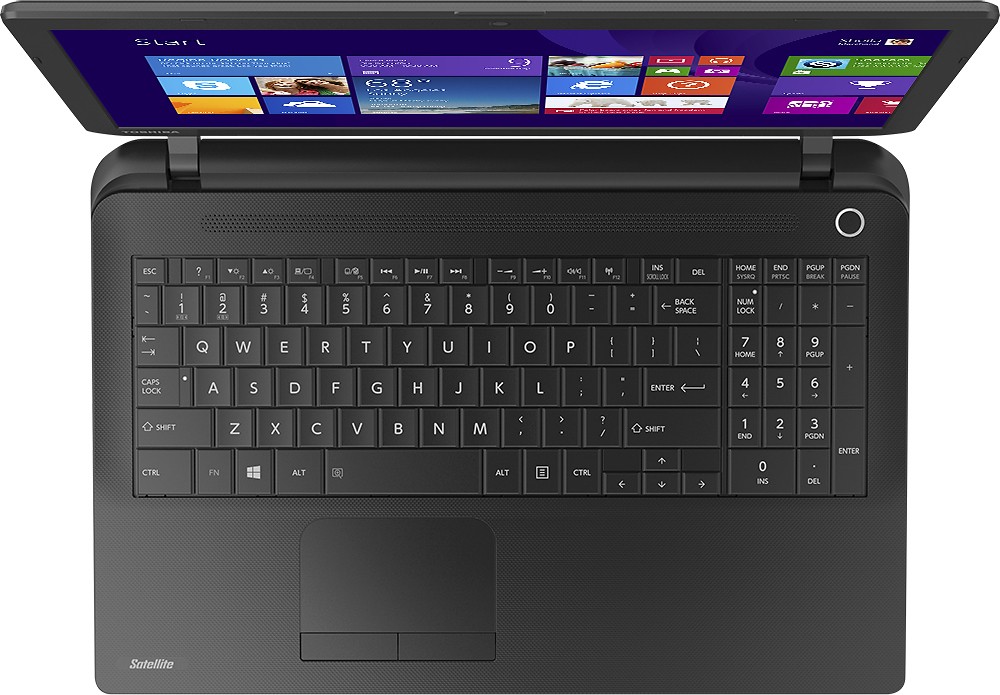 Start
Sheila
68°
TOSHIBA
ESC ? F1 F2 F3 F4 F5 F6 F7 F8 F9 F10 F11 F12 INS SCROLL LOCK DEL HOME SYSRQ END PRTSC PGUP BREAK PGDN PAUSE
~ ` ! 1 @ 2 # 3 $ 4 % 5 ^ 6 & 7 * 8 ( 9 ) 0 – - + = ← BACK SPACE NUM LOCK / * –
Q W E R T Y U I O P { [ } ] | \ 7 HOME 8 ↑ 9 PGUP +
CAPS LOCK A S D F G H J K L : ; " ' ENTER 4 ← 5 6 →
SHIFT Z X C V B N M < , > . ? / SHIFT 1 END 2 ↓ 3 PGDN ENTER
CTRL FN ALT ALT CTRL ← ↑ ↓ → 0 INS . DEL
Satellite